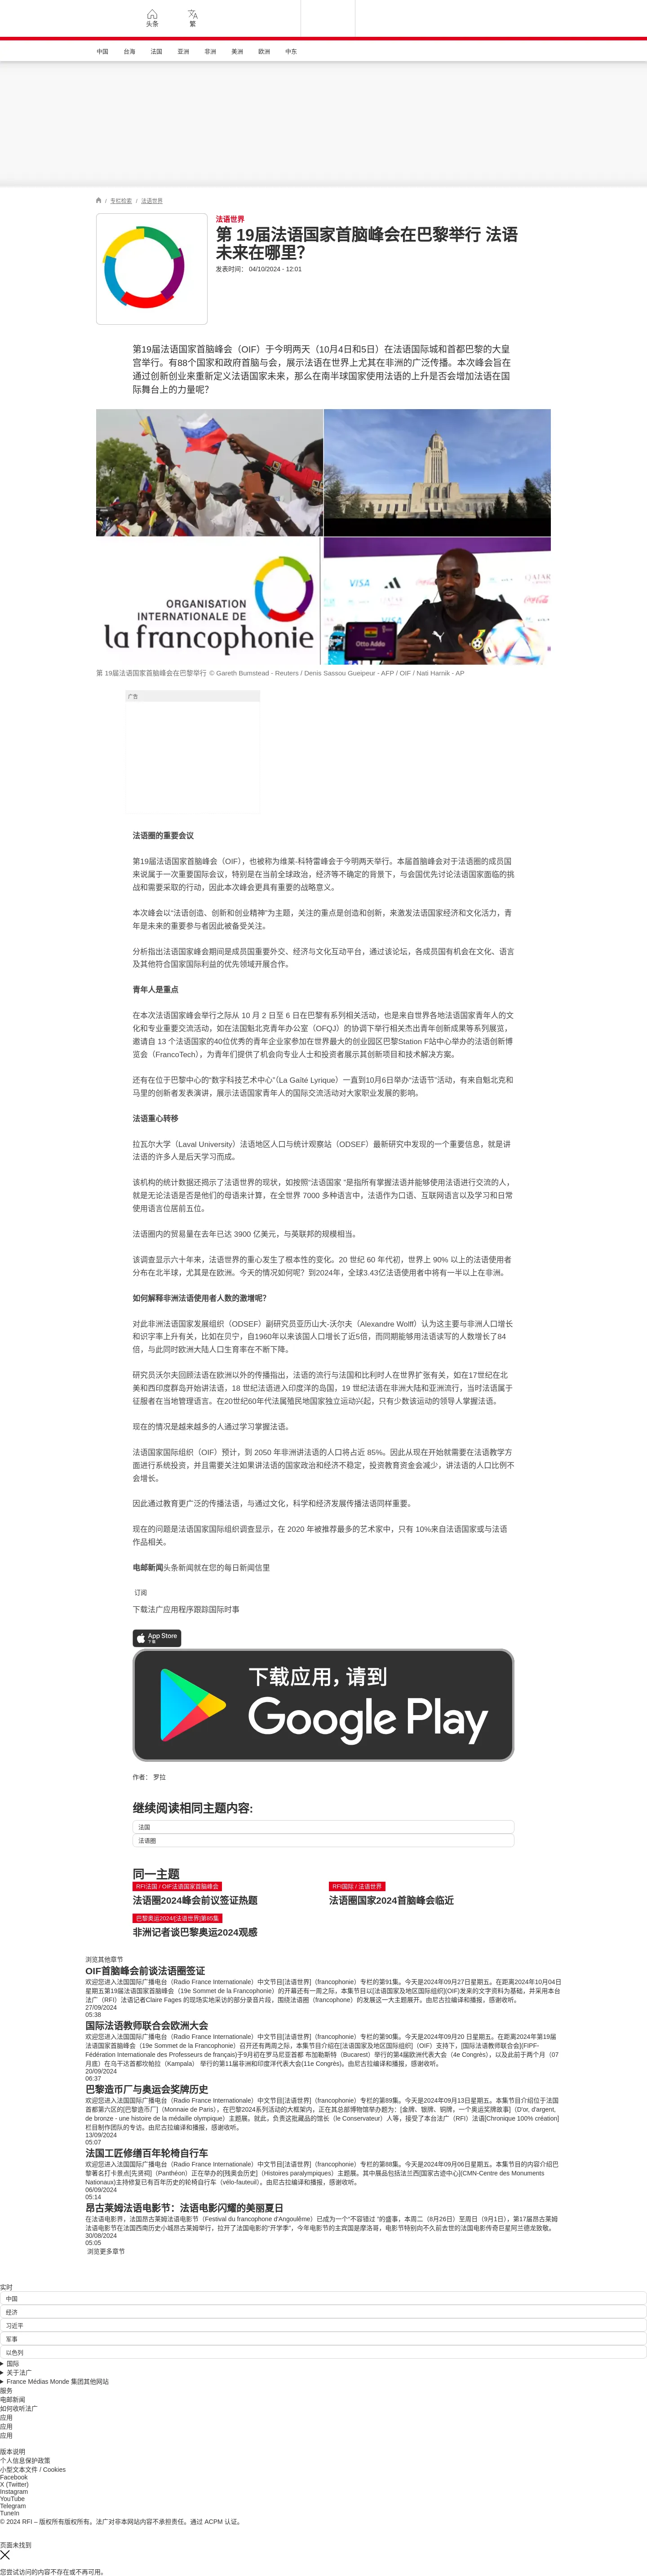 头条
繁
中国 台海 法国 亚洲 非洲 美洲 欧洲 中东
/ 专栏检索 / 法语世界
法语世界
第 19届法语国家首脑峰会在巴黎举行 法语
未来在哪里?
发表时间： 04/10/2024 - 12:01
第19届法语国家首脑峰会（OIF）于今明两天（10月4日和5日）在法语国际城和首都巴黎的大皇
宫举行。有88个国家和政府首脑与会，展示法语在世界上尤其在非洲的广泛传播。本次峰会旨在
通过创新创业来重新定义法语国家未来，那么在南半球国家使用法语的上升是否会增加法语在国
际舞台上的力量呢?
ORGANISATION
INTERNATIONALE DE
la francophonie
VISA
Otto Addo
第 19届法语国家首脑峰会在巴黎举行 © Gareth Bumstead - Reuters / Denis Sassou Gueipeur - AFP / OIF / Nati Harnik - AP
广告
法语圈的重要会议
第19届法语国家首脑峰会（OIF），也被称为维莱-科特雷峰会于今明两天举行。本届首脑峰会对于法语圈的成员国
来说属于一次重要国际会议，特别是在当前全球政治，经济等不确定的背景下，与会国优先讨论法语国家面临的挑
战和需要采取的行动，因此本次峰会更具有重要的战略意义。
本次峰会以“法语创造、创新和创业精神”为主题，关注的重点是创造和创新，来激发法语国家经济和文化活力，青
年是未来的重要参与者因此被备受关注。
分析指出法语国家峰会期间是成员国重要外交、经济与文化互动平台，通过该论坛，各成员国有机会在文化、语言
及其他符合国家国际利益的优先领域开展合作。
青年人是重点
在本次法语国家峰会举行之际从 10 月 2 日至 6 日在巴黎有系列相关活动，也是来自世界各地法语国家青年人的文
化和专业重要交流活动，如在法国魁北克青年办公室（OFQJ）的协调下举行相关杰出青年创新成果等系列展览，
邀请自 13 个法语国家的40位优秀的青年企业家参加在世界最大的创业园区巴黎Station F站中心举办的法语创新博
览会（FrancoTech），为青年们提供了机会向专业人士和投资者展示其创新项目和技术解决方案。
还有在位于巴黎中心的“数字科技艺术中心”（La Gaîté Lyrique）一直到10月6日举办“法语节”活动，有来自魁北克和
马里的创新者发表演讲，展示法语国家青年人的国际交流活动对大家职业发展的影响。
法语重心转移
拉瓦尔大学（Laval University）法语地区人口与统计观察站（ODSEF）最新研究中发现的一个重要信息，就是讲
法语的许多人是后天学习而成。
该机构的统计数据还揭示了法语世界的现状，如按照“法语国家 ”是指所有掌握法语并能够使用法语进行交流的人，
就是无论法语是否是他们的母语来计算，在全世界 7000 多种语言中，法语作为口语、互联网语言以及学习和日常
使用语言位居前五位。
法语圈内的贸易量在去年已达 3900 亿美元，与英联邦的规模相当。
该调查显示六十年来，法语世界的重心发生了根本性的变化。20 世纪 60 年代初，世界上 90% 以上的法语使用者
分布在北半球，尤其是在欧洲。今天的情况如何呢？到2024年，全球3.43亿法语使用者中将有一半以上在非洲。
如何解释非洲法语使用者人数的激增呢?
对此非洲法语国家发展组织（ODSEF）副研究员亚历山大-沃尔夫（Alexandre Wolff）认为这主要与非洲人口增长
和识字率上升有关，比如在贝宁，自1960年以来该国人口增长了近5倍，而同期能够用法语读写的人数增长了84
倍，与此同时欧洲大陆人口生育率在不断下降。
研究员沃尔夫回顾法语在欧洲以外的传播指出，法语的流行与法国和比利时人在世界扩张有关，如在17世纪在北
美和西印度群岛开始讲法语，18 世纪法语进入印度洋的岛国，19 世纪法语在非洲大陆和亚洲流行，当时法语属于
征服者在当地管理语言。在20世纪60年代法属殖民地国家独立运动兴起，只有少数该运动的领导人掌握法语。
现在的情况是越来越多的人通过学习掌握法语。
法语国家国际组织（OIF）预计，到 2050 年非洲讲法语的人口将占近 85%。因此从现在开始就需要在法语教学方
面进行系统投资，并且需要关注如果讲法语的国家政治和经济不稳定，投资教育资金会减少，讲法语的人口比例不
会增长。
因此通过教育更广泛的传播法语，与通过文化，科学和经济发展传播法语同样重要。
现在的问题是法语国家国际组织调查显示，在 2020 年被推荐最多的艺术家中，只有 10%来自法语国家或与法语
作品相关。
电邮新闻头条新闻就在您的每日新闻信里
订阅
下载法广应用程序跟踪国际时事
App Store
下载
下载应用，请到
Google Play
作者： 罗拉
继续阅读相同主题内容:
法国
法语圈
同一主题
RFI法国 / OIF法语国家首脑峰会
法语圈2024峰会前议签证热题
RFI国际 / 法语世界
法语圈国家2024首脑峰会临近
巴黎奥运2024/[法语世界]第85集
非洲记者谈巴黎奥运2024观感
浏览其他章节
OIF首脑峰会前谈法语圈签证
欢迎您进入法国国际广播电台（Radio France Internationale）中文节目[法语世界]（francophonie）专栏的第91集。今天是2024年09月27日星期五。在距离2024年10月04日
星期五第19届法语国家首脑峰会（19e Sommet de la Francophonie）的开幕还有一周之际，本集节目以[法语国家及地区国际组织](OIF)发来的文字资料为基础，并采用本台
法广（RFI）法语记者Claire Fages 的现场实地采访的部分录音片段，围绕法语圈（francophone）的发展这一大主题展开。由尼古拉编译和播报，感谢收听。
27/09/2024
05:38
国际法语教师联合会欧洲大会
欢迎您进入法国国际广播电台（Radio France Internationale）中文节目[法语世界]（francophonie）专栏的第90集。今天是2024年09月20 日星期五。在距离2024年第19届
法语国家首脑峰会（19e Sommet de la Francophonie）召开还有两周之际，本集节目介绍在[法语国家及地区国际组织]（OIF）支持下，[国际法语教师联合会](FIPF-
Fédération Internationale des Professeurs de français)于9月初在罗马尼亚首都 布加勒斯特（Bucarest）举行的第4届欧洲代表大会（4e Congrès），以及此前于两个月（07
月底）在乌干达首都坎帕拉（Kampala） 举行的第11届非洲和印度洋代表大会(11e Congrès)。由尼古拉编译和播报，感谢收听。
20/09/2024
06:37
巴黎造币厂与奥运会奖牌历史
欢迎您进入法国国际广播电台（Radio France Internationale）中文节目[法语世界]（francophonie）专栏的第89集。今天是2024年09月13日星期五。本集节目介绍位于法国
首都第六区的[巴黎造币厂]（Monnaie de Paris），在巴黎2024系列活动的大框架内，正在其总部博物馆举办题为：[金牌、银牌、铜牌，一个奥运奖牌故事]（D'or, d'argent,
de bronze - une histoire de la médaille olympique）主题展。就此，负责这批藏品的馆长（le Conservateur）人等，接受了本台法广（RFI）法语[Chronique 100% création]
栏目制作团队的专访。由尼古拉编译和播报，感谢收听。
13/09/2024
05:07
法国工匠修缮百年轮椅自行车
欢迎您进入法国国际广播电台（Radio France Internationale）中文节目[法语世界]（francophonie）专栏的第88集。今天是2024年09月06日星期五。本集节目的内容介绍巴
黎著名打卡景点[先贤祠]（Panthéon）正在举办的[残奥会历史]（Histoires paralympiques）主题展。其中展品包括法兰西[国家古迹中心](CMN-Centre des Monuments
Nationaux)主持修复已有百年历史的轮椅自行车（vélo-fauteuil）。由尼古拉编译和播报，感谢收听。
06/09/2024
05:14
昂古莱姆法语电影节：法语电影闪耀的美丽夏日
在法语电影界，法国昂古莱姆法语电影节（Festival du francophone d'Angoulême）已成为一个“不容错过 ”的盛事，本周二（8月26日）至周日（9月1日），第17届昂古莱姆
法语电影节在法国西南历史小城昂古莱姆举行，拉开了法国电影的“开学季”，今年电影节的主宾国是摩洛哥，电影节特别向不久前去世的法国电影传奇巨星阿兰德龙致敬。
30/08/2024
05:05
浏览更多章节
实时
中国
经济
习近平
军事
以色列
国际
关于法广
France Médias Monde 集团其他网站
服务
电邮新闻
如何收听法广
应用
应用
应用
版本说明
个人信息保护政策
小型文本文件 / Cookies
Facebook
X (Twitter)
Instagram
YouTube
Telegram
TuneIn
© 2024 RFI – 版权所有版权所有。法广对非本网站内容不承担责任。通过 ACPM 认证。
页面未找到
您尝试访问的内容不存在或不再可用。